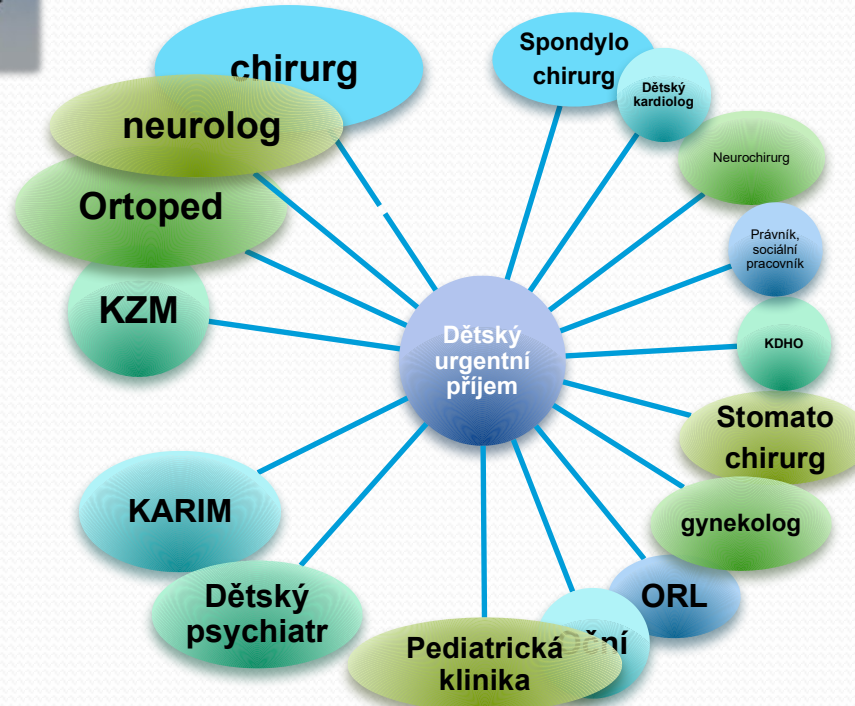 chirurg
neurolog
Ortoped
KZM
KARIM
Dětský
psychiatr
Pediatrická
klinika
Oční
ORL
gynekolog
Stomato
chirurg
KDHO
Právník,
sociální
pracovník
Neurochirurg
Dětský
kardiolog
Spondylo
chirurg
Dětský
urgentní
příjem